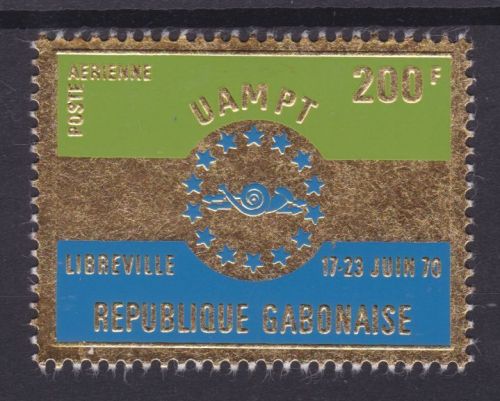 POSTE AERIENNE
200F
UAMPT
LIBREVILLE
17-23 JUIN 70
REPUBLIQUE GABONAISE